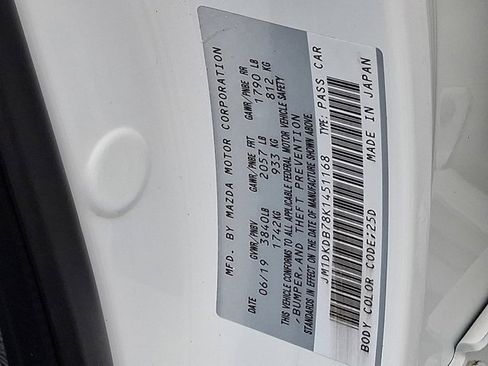 MFD. BY MAZDA MOTOR CORPORATION
DATE GVWR/PNBV GAWR/PNBE FRT GAWR/PNBE RR
06/19 3840LB 2057 LB 1790 LB
1742KG 933 KG 812 KG
THIS VEHICLE CONFORMS TO ALL APPLICABLE FEDERAL MOTOR VEHICLE SAFETY
/BUMPER/AND THEFT PREVENTION
STANDARDS IN EFFECT ON THE DATE OF MANUFACTURE SHOWN ABOVE.
JM1DKDB78K1451168 TYPE: PASS CAR
BODY COLOR CODE:25D MADE IN JAPAN